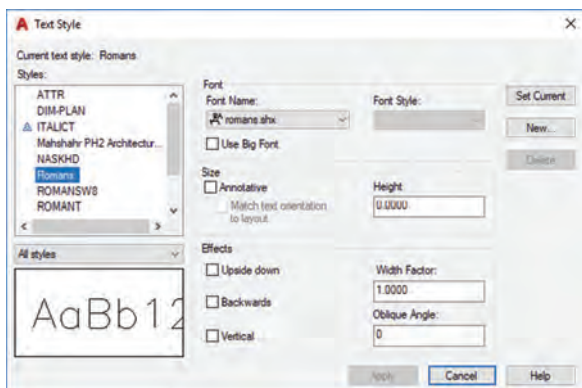 Text Style
Current text style: Romans
Styles:
ATTR
DIM-PLAN
ITALICT
Mahshahr PH2 Architectur...
NASKHD
Romans
ROMANSW8
ROMANT
All styles
AaBb12
Font
Font Name:
romans.shx
Font Style:
Use Big Font
Size
Annotative
Match text orientation
to layout
Height
0.0000
Effects
Upside down
Backwards
Vertical
Width Factor:
1.0000
Oblique Angle:
0
Set Current
New...
Delete
Apply
Cancel
Help